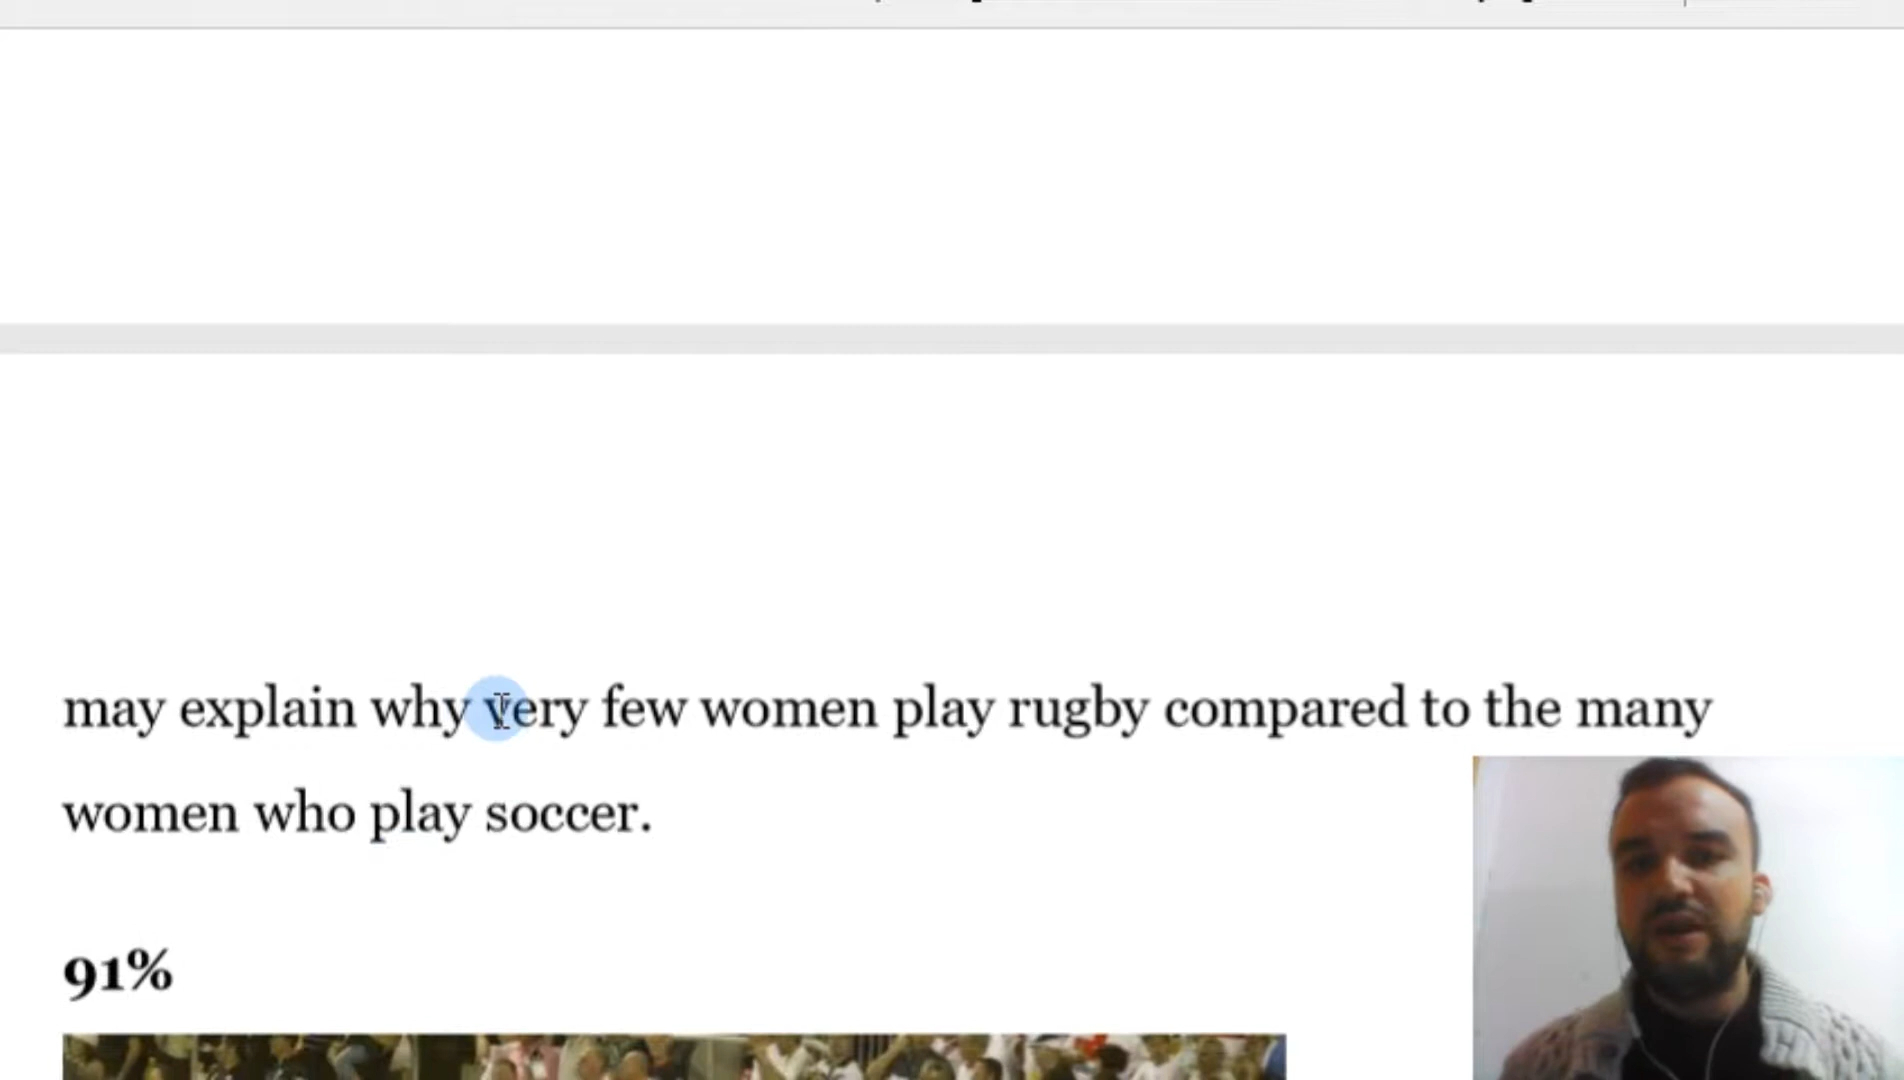 may explain why very few women play rugby compared to the many
women who play soccer.
91%